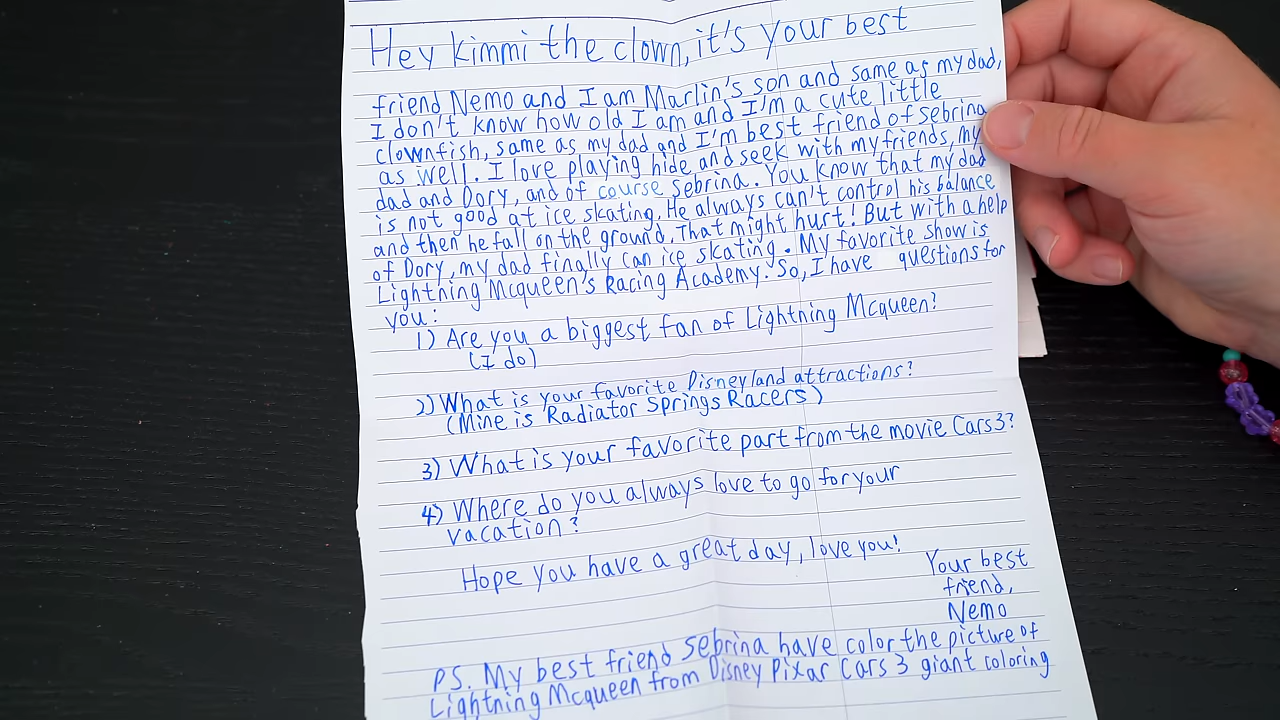 Hey kimmi the clown, it's your best
friend Nemo and I am Marlin's son and same as my dad,
I don't know how old I am and I'm a cute little
clownfish, same as my dad and I'm best friend of sebrina
as well. I love playing hide and seek with my friends, my
dad and Dory, and of course sebrina. You know that my dad
is not good at ice skating. He always can't control his balance
and then he fall on the ground. That might hurt! But with a help
of Dory, my dad finally can ice skating. My favorite show is
Lightning Mcqueen's Racing Academy. So, I have questions for
you:
1) Are you a biggest fan of Lightning Mcqueen?
(I do)
2) What is your favorite Disneyland attractions?
(Mine is Radiator Springs Racers)
3) What is your favorite part from the movie Cars 3?
4) Where do you always love to go for your
vacation?
Hope you have a great day, love you!
Your best
friend,
Nemo
PS. My best friend sebrina have color the picture of
Lightning Mcqueen from Disney Pixar Cars 3 giant coloring